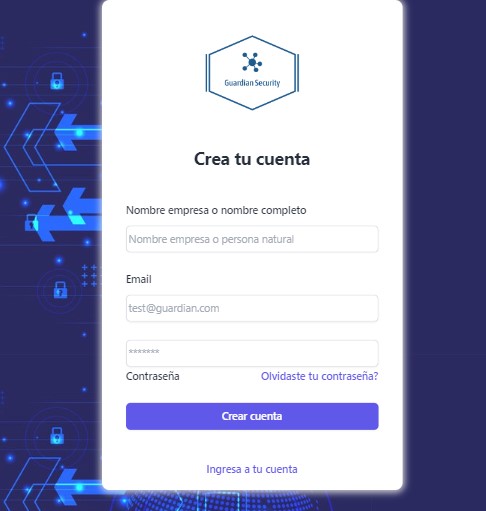 Guardian Security
Crea tu cuenta
Nombre empresa o nombre completo
Nombre empresa o persona natural
Email
test@guardian.com
*******
Contraseña Olvidaste tu contraseña?
Crear cuenta
Ingresa a tu cuenta